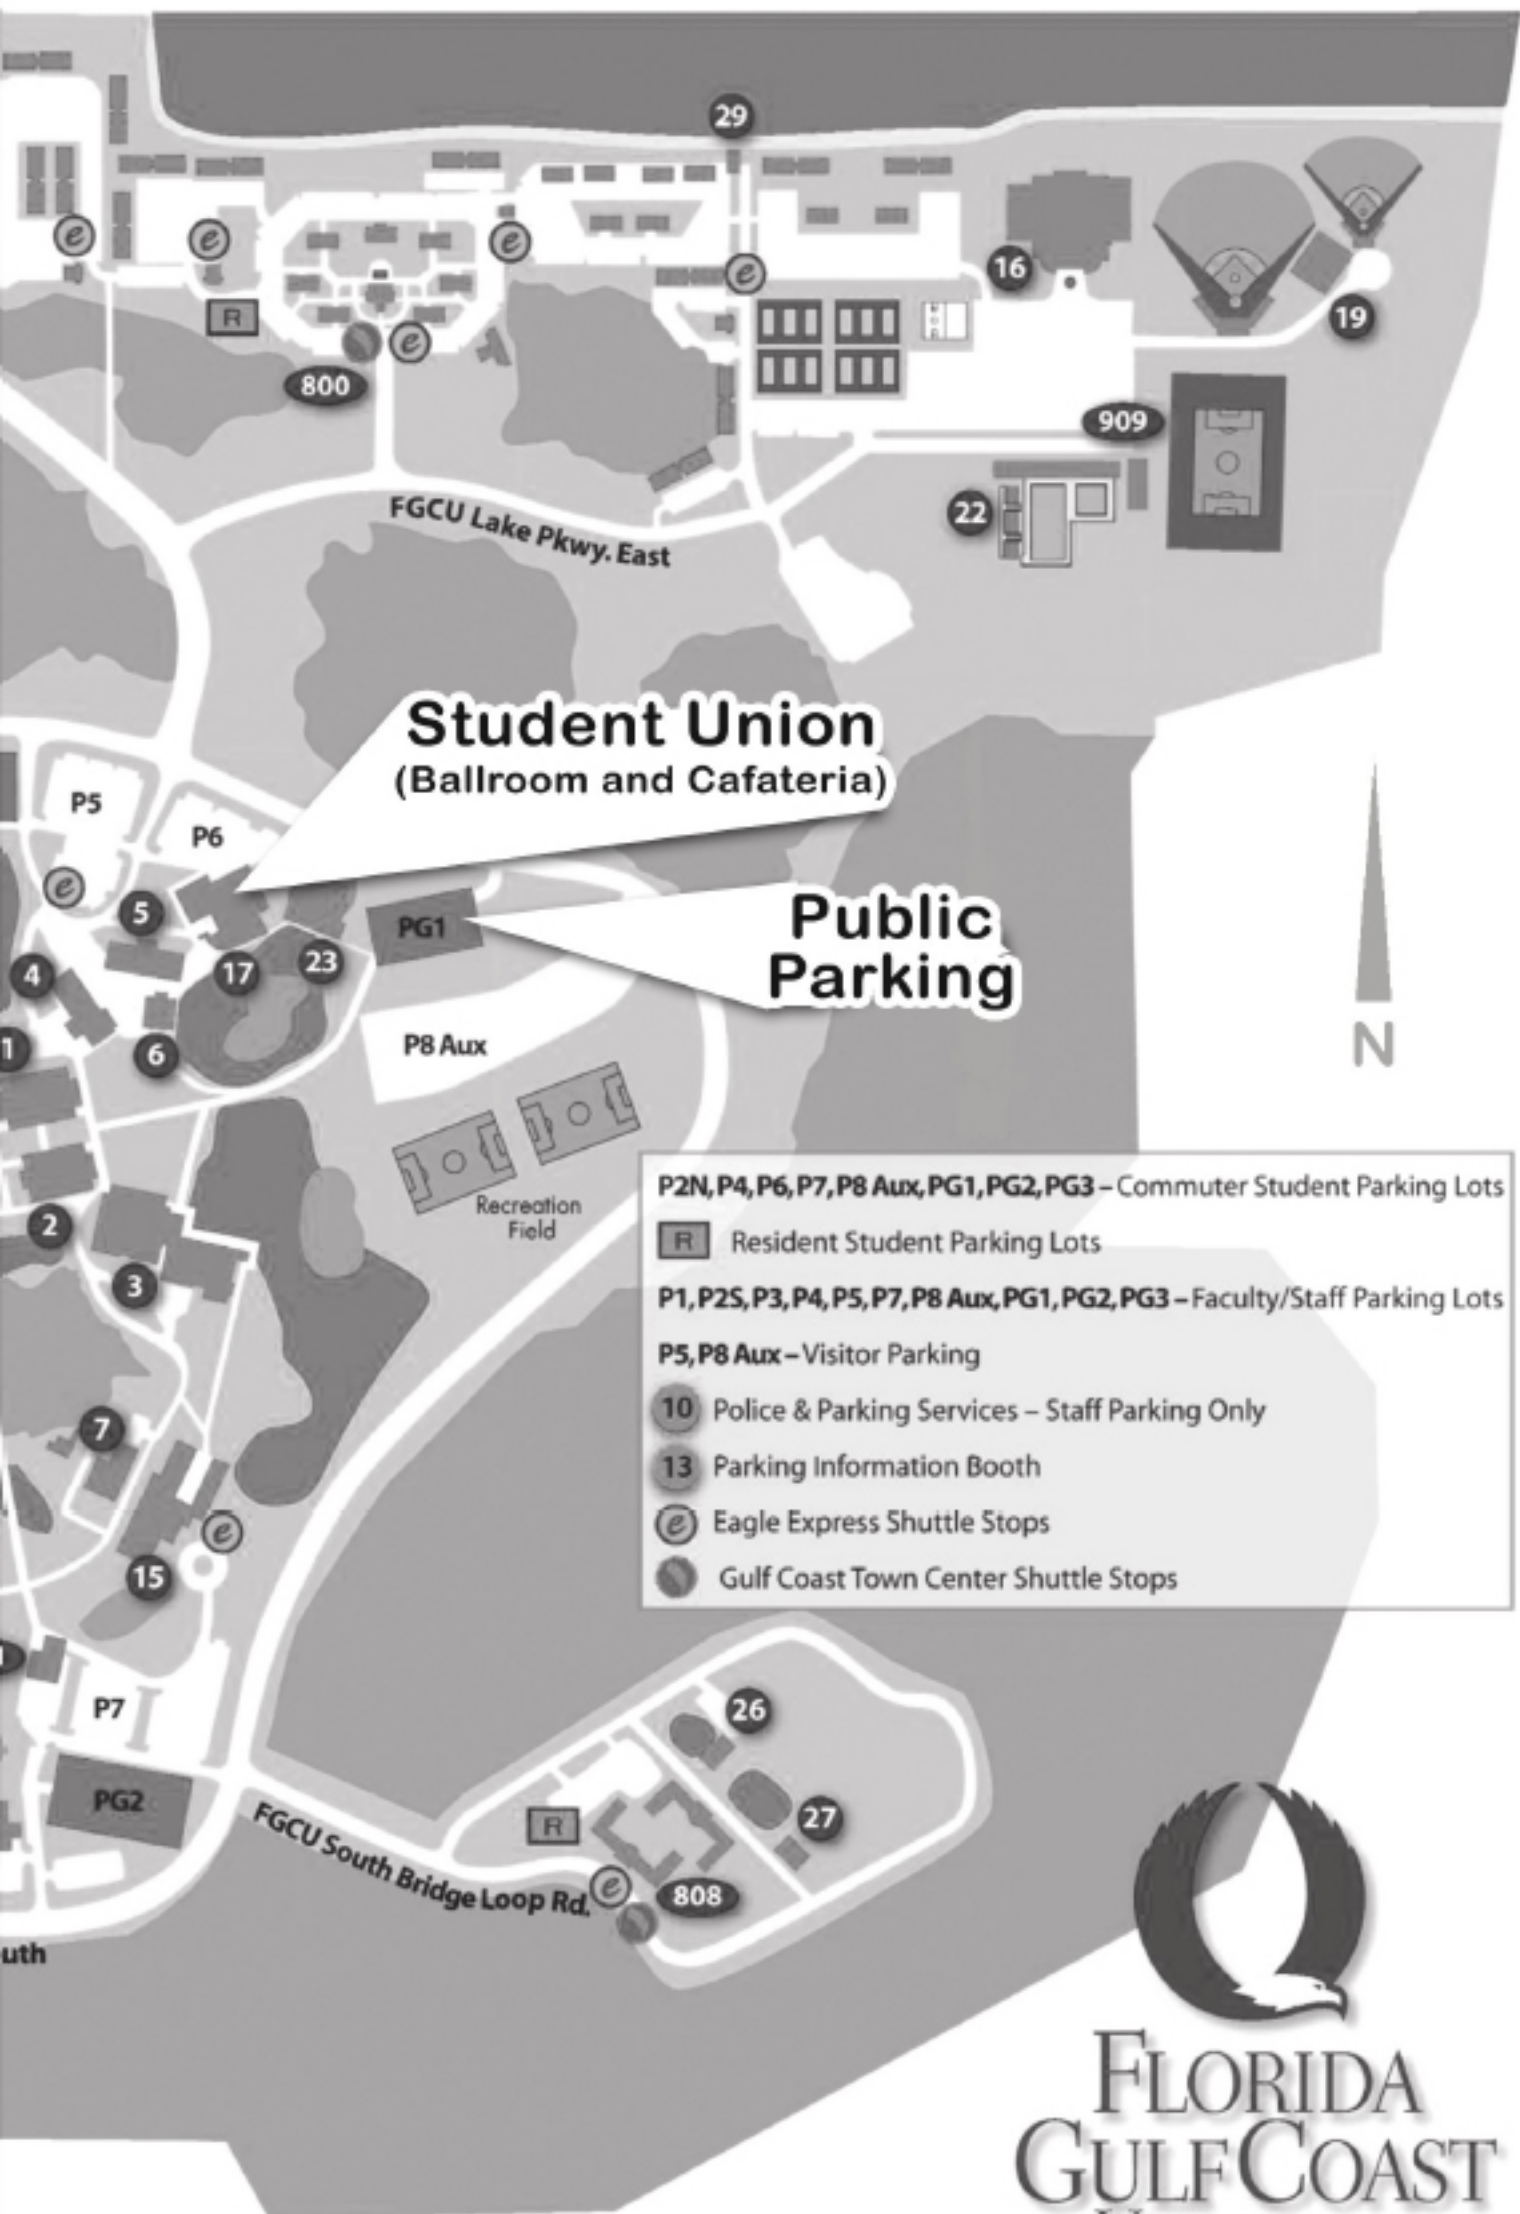 29
e
e
e
e
16
19
R
e
800
909
22
FGCU Lake Pkwy. East
Student Union
(Ballroom and Cafateria)
P5
P6
e
5
PG1
Public
Parking
4
17
23
1
6
P8 Aux
N
Recreation
Field
2
3
P2N, P4, P6, P7, P8 Aux, PG1, PG2, PG3 – Commuter Student Parking Lots
R Resident Student Parking Lots
P1, P2S, P3, P4, P5, P7, P8 Aux, PG1, PG2, PG3 – Faculty/Staff Parking Lots
P5, P8 Aux – Visitor Parking
10 Police & Parking Services – Staff Parking Only
13 Parking Information Booth
e Eagle Express Shuttle Stops
Gulf Coast Town Center Shuttle Stops
7
e
15
P7
26
PG2
R
27
FGCU South Bridge Loop Rd.
e
808
uth
FLORIDA
GULF COAST